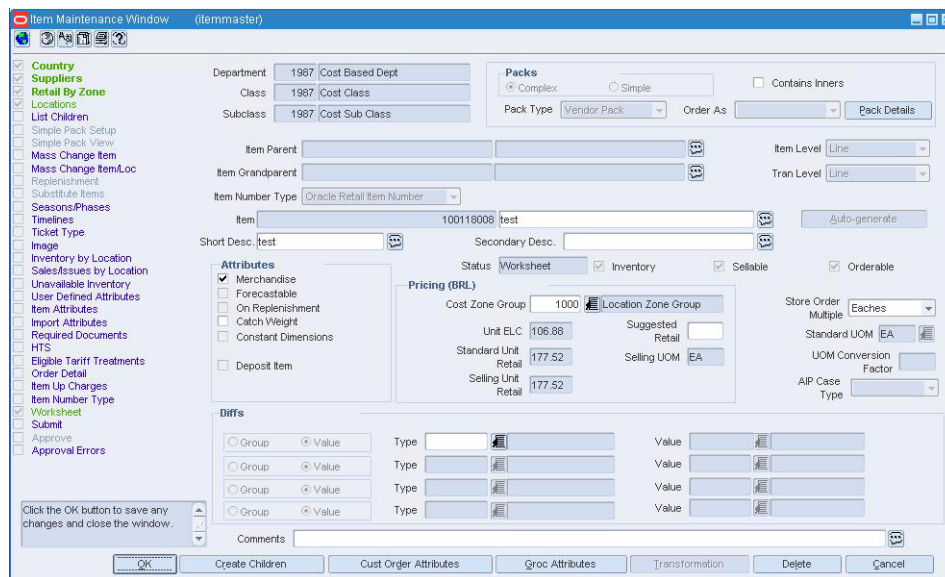 Item Maintenance Window (itemmaster)
Country
Suppliers
Retail By Zone
Locations
List Children
Simple Pack Setup
Simple Pack View
Mass Change Item
Mass Change Item/Loc
Replenishment
Substitute Items
Seasons/Phases
Timelines
Ticket Type
Image
Inventory by Location
Sales/Issues by Location
Unavailable Inventory
User Defined Attributes
Item Attributes
Import Attributes
Required Documents
HTS
Eligible Tariff Treatments
Order Detail
Item Up Charges
Item Number Type
Worksheet
Submit
Approve
Approval Errors
Click the OK button to save any
changes and close the window.
Department 1987 Cost Based Dept
Class 1987 Cost Class
Subclass 1987 Cost Sub Class
Packs
Complex Simple
Contains Inners
Pack Type Vendor Pack Order As Pack Details
Item Parent Item Level Line
Item Grandparent Tran Level Line
Item Number Type Oracle Retail Item Number
Item 100118008 test Auto-generate
Short Desc. test Secondary Desc.
Attributes
Merchandise
Forecastable
On Replenishment
Catch Weight
Constant Dimensions
Deposit Item
Status Worksheet Inventory Sellable Orderable
Pricing (BRL)
Cost Zone Group 1000 Location Zone Group
Unit ELC 106.88 Suggested Retail
Standard Unit Retail 177.52 Selling UOM EA
Selling Unit Retail 177.52
Store Order Multiple Eaches
Standard UOM EA
UOM Conversion Factor
AIP Case Type
Diffs
Group Value Type Value
Group Value Type Value
Group Value Type Value
Group Value Type Value
Comments
OK Create Children Cust Order Attributes Groc Attributes Transformation Delete Cancel